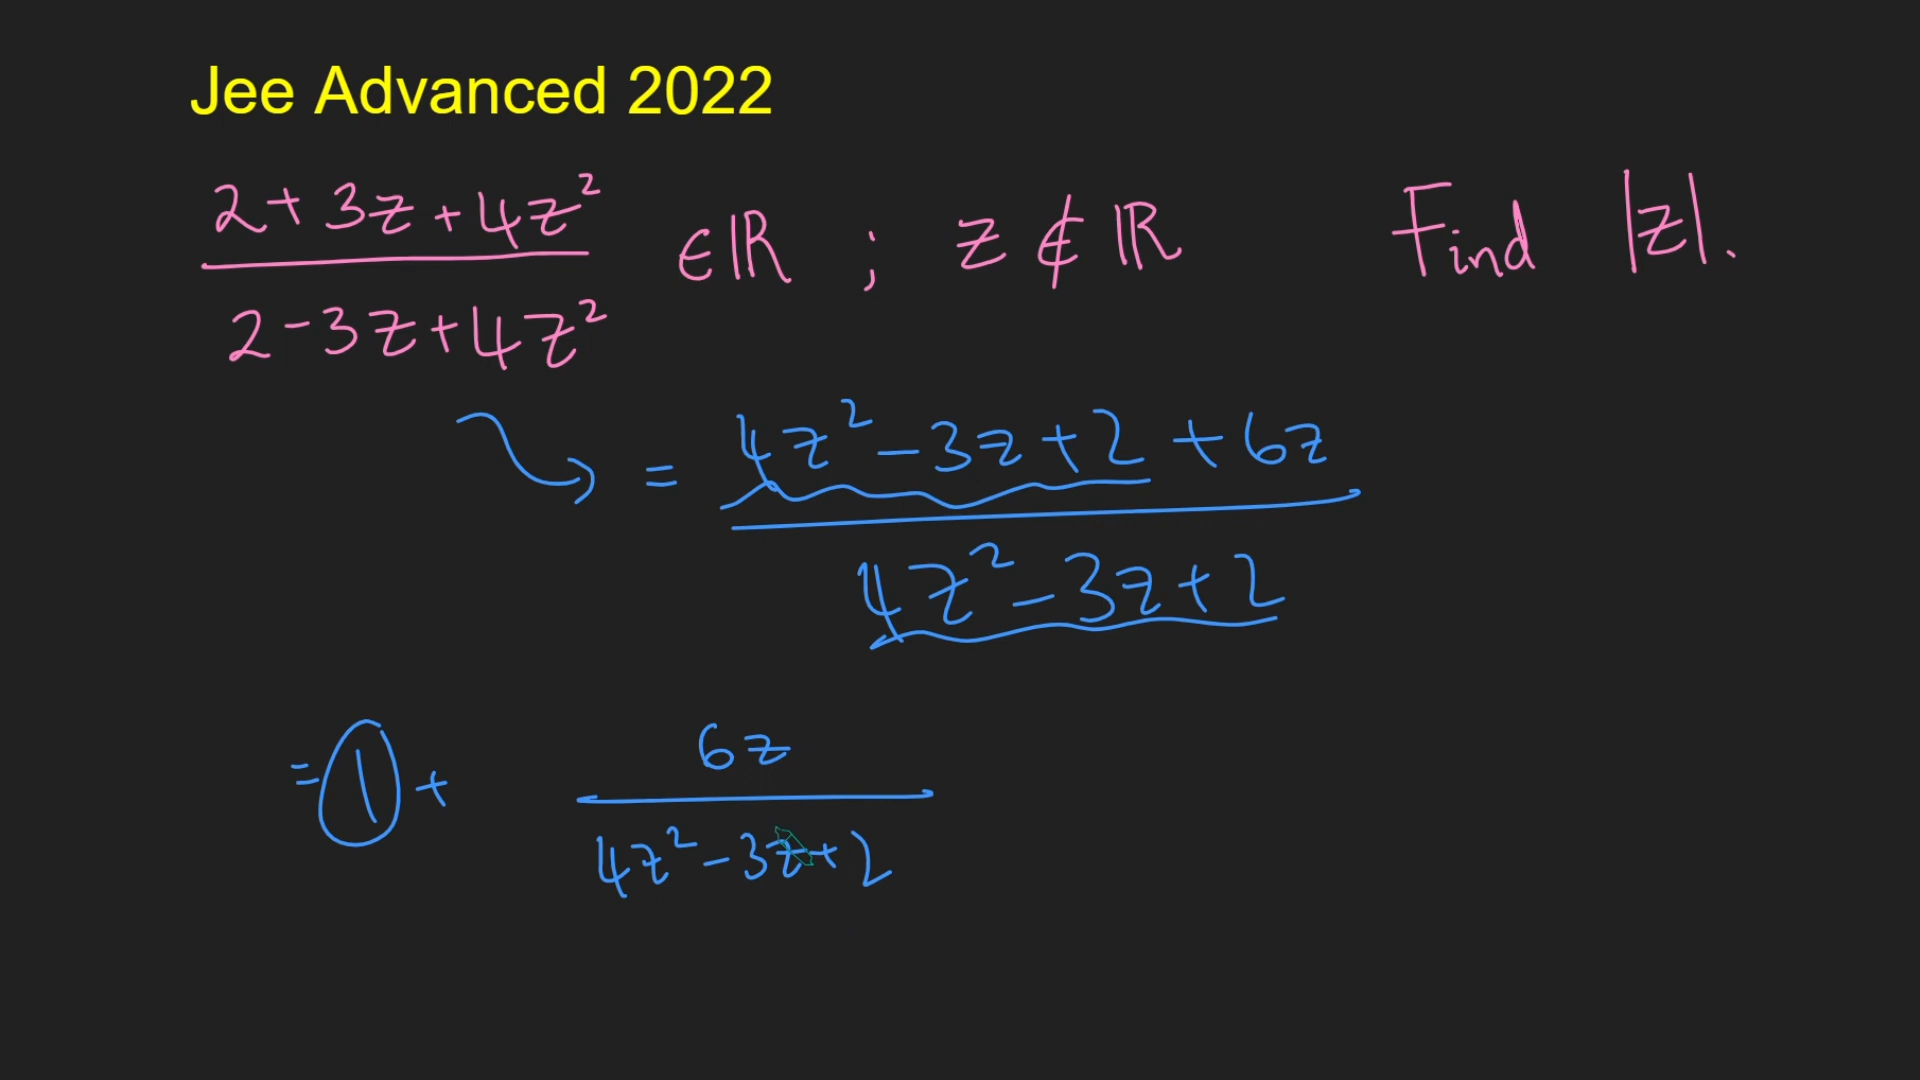 Jee Advanced 2022
2+3z+4z²
2-3z+4z²
∈ℝ ; z∉ℝ Find |z|.
= 4z²-3z+2+6z
4z²-3z+2
=1+ 6z
4z²-3z+2